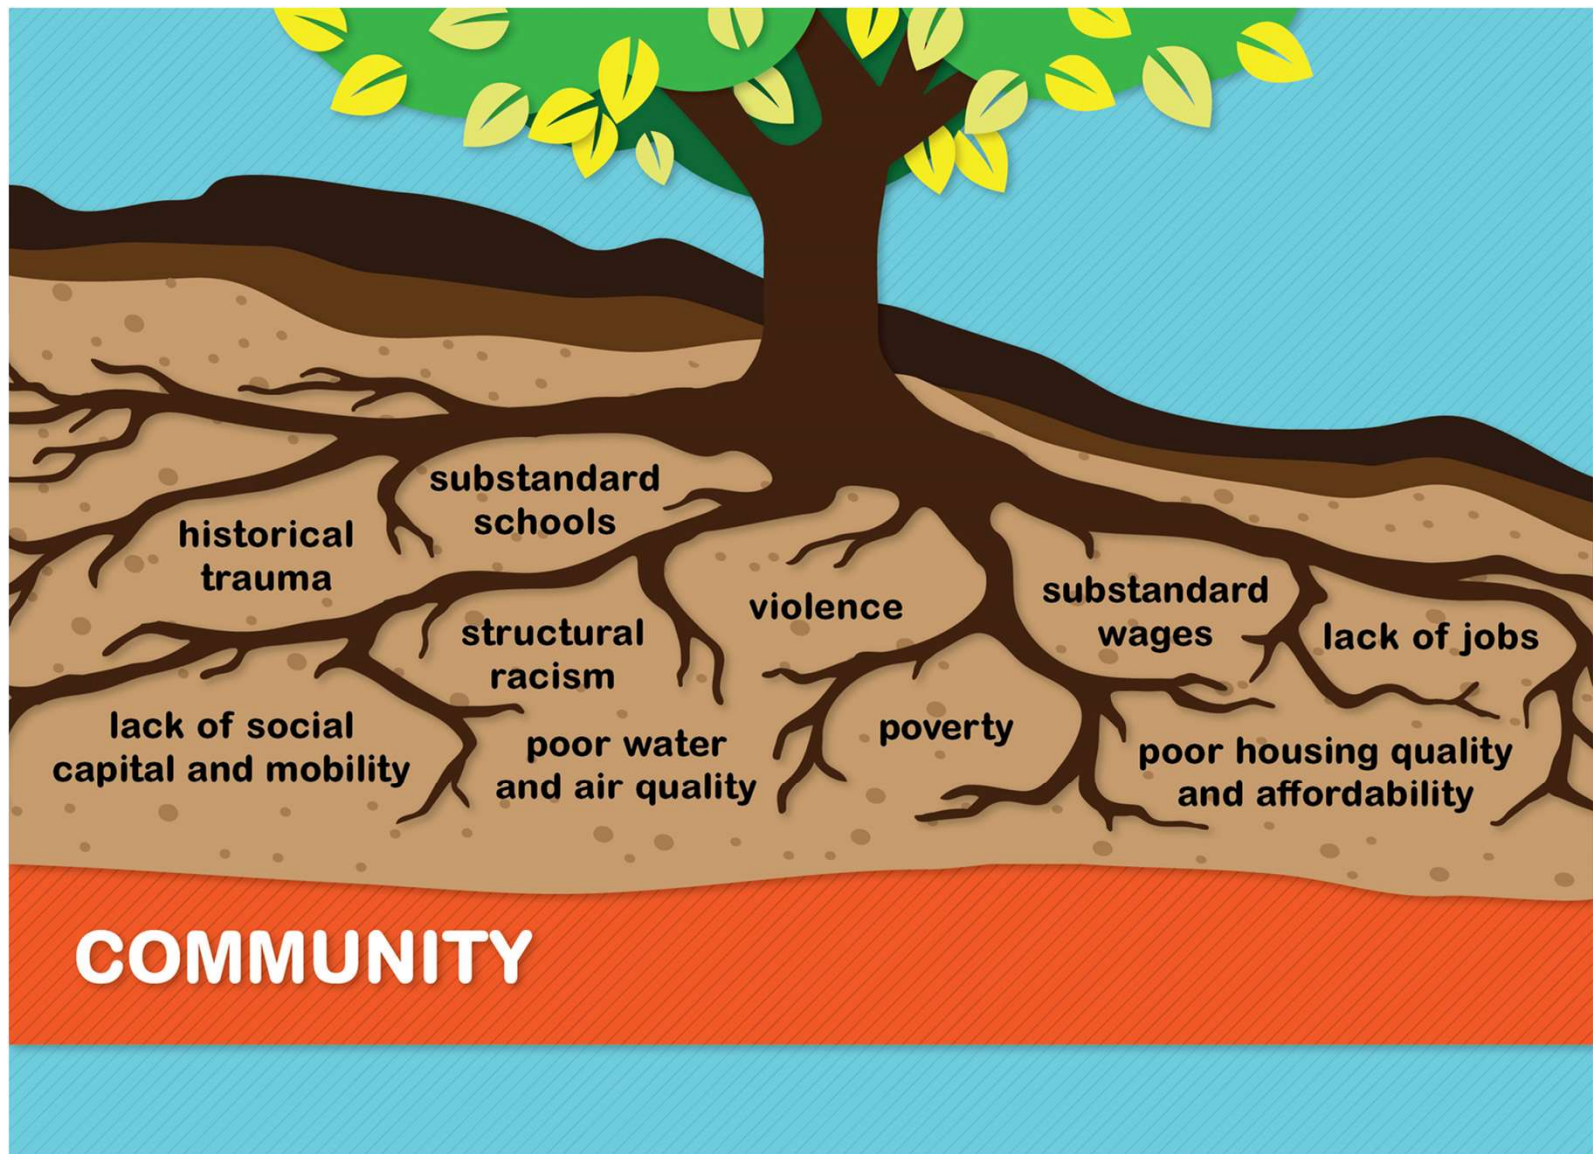 substandard
schools
historical
trauma
violence
substandard
wages
structural
racism
lack of jobs
lack of social
capital and mobility
poor water
and air quality
poverty
poor housing quality
and affordability
COMMUNITY